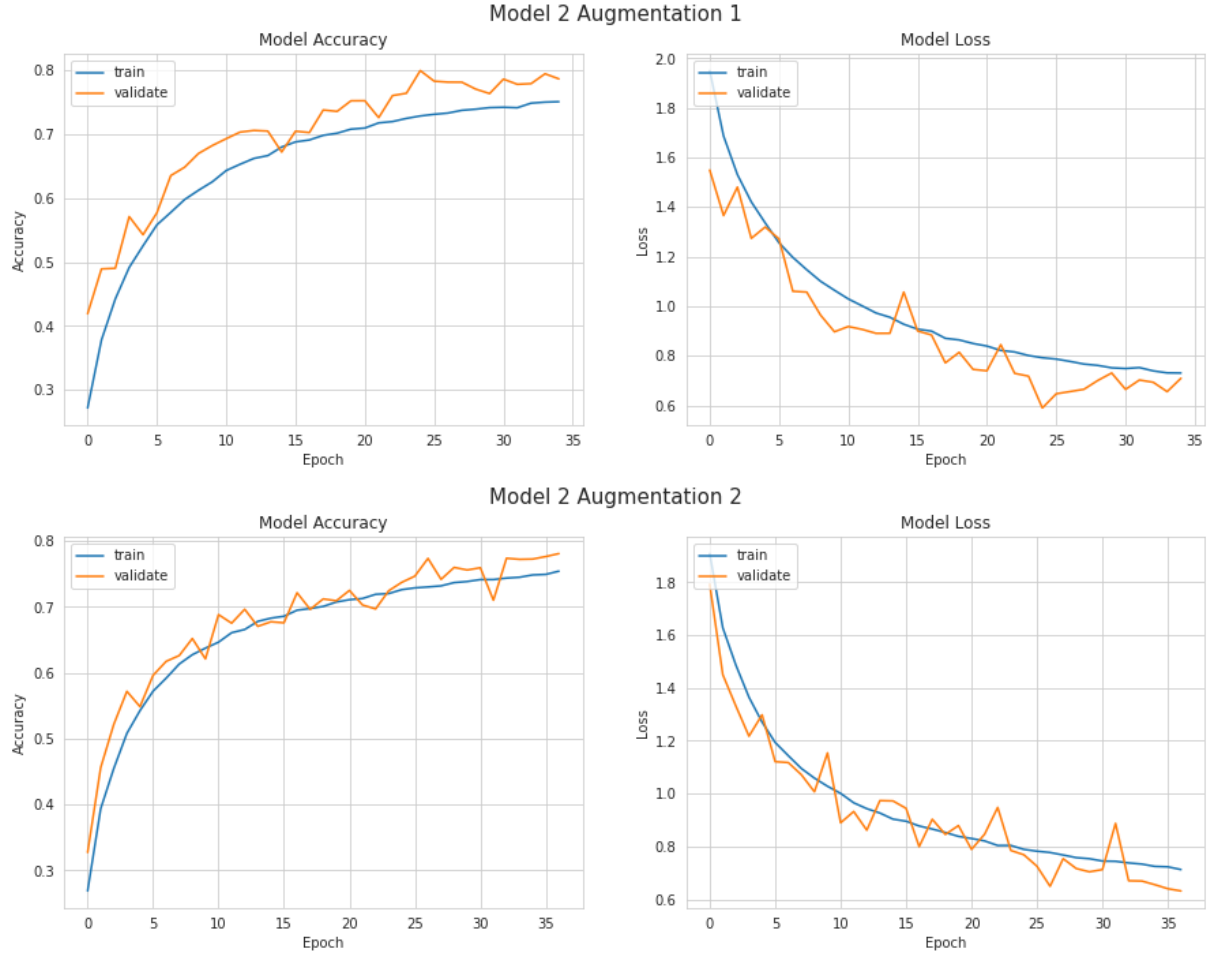 Model 2 Augmentation 1
Model Accuracy
train
validate
0.8
0.7
0.6
0.5
0.4
0.3
Accuracy
0 5 10 15 20 25 30 35
Epoch
Model Loss
train
validate
2.0
1.8
1.6
1.4
1.2
1.0
0.8
0.6
Loss
0 5 10 15 20 25 30 35
Epoch
Model 2 Augmentation 2
Model Accuracy
train
validate
0.8
0.7
0.6
0.5
0.4
0.3
Accuracy
0 5 10 15 20 25 30 35
Epoch
Model Loss
train
validate
1.8
1.6
1.4
1.2
1.0
0.8
0.6
Loss
0 5 10 15 20 25 30 35
Epoch